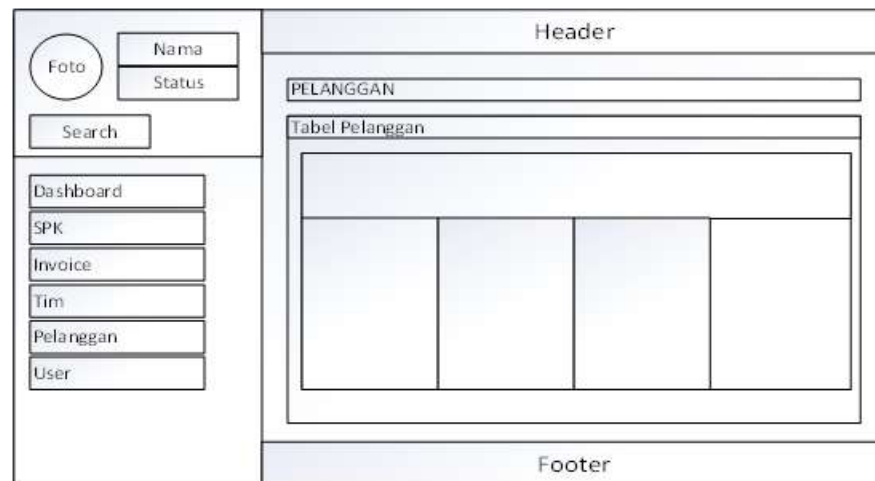 Foto
Nama
Status
Search
Dashboard
SPK
Invoice
Tim
Pelanggan
User
Header
PELANGGAN
Tabel Pelanggan
Footer